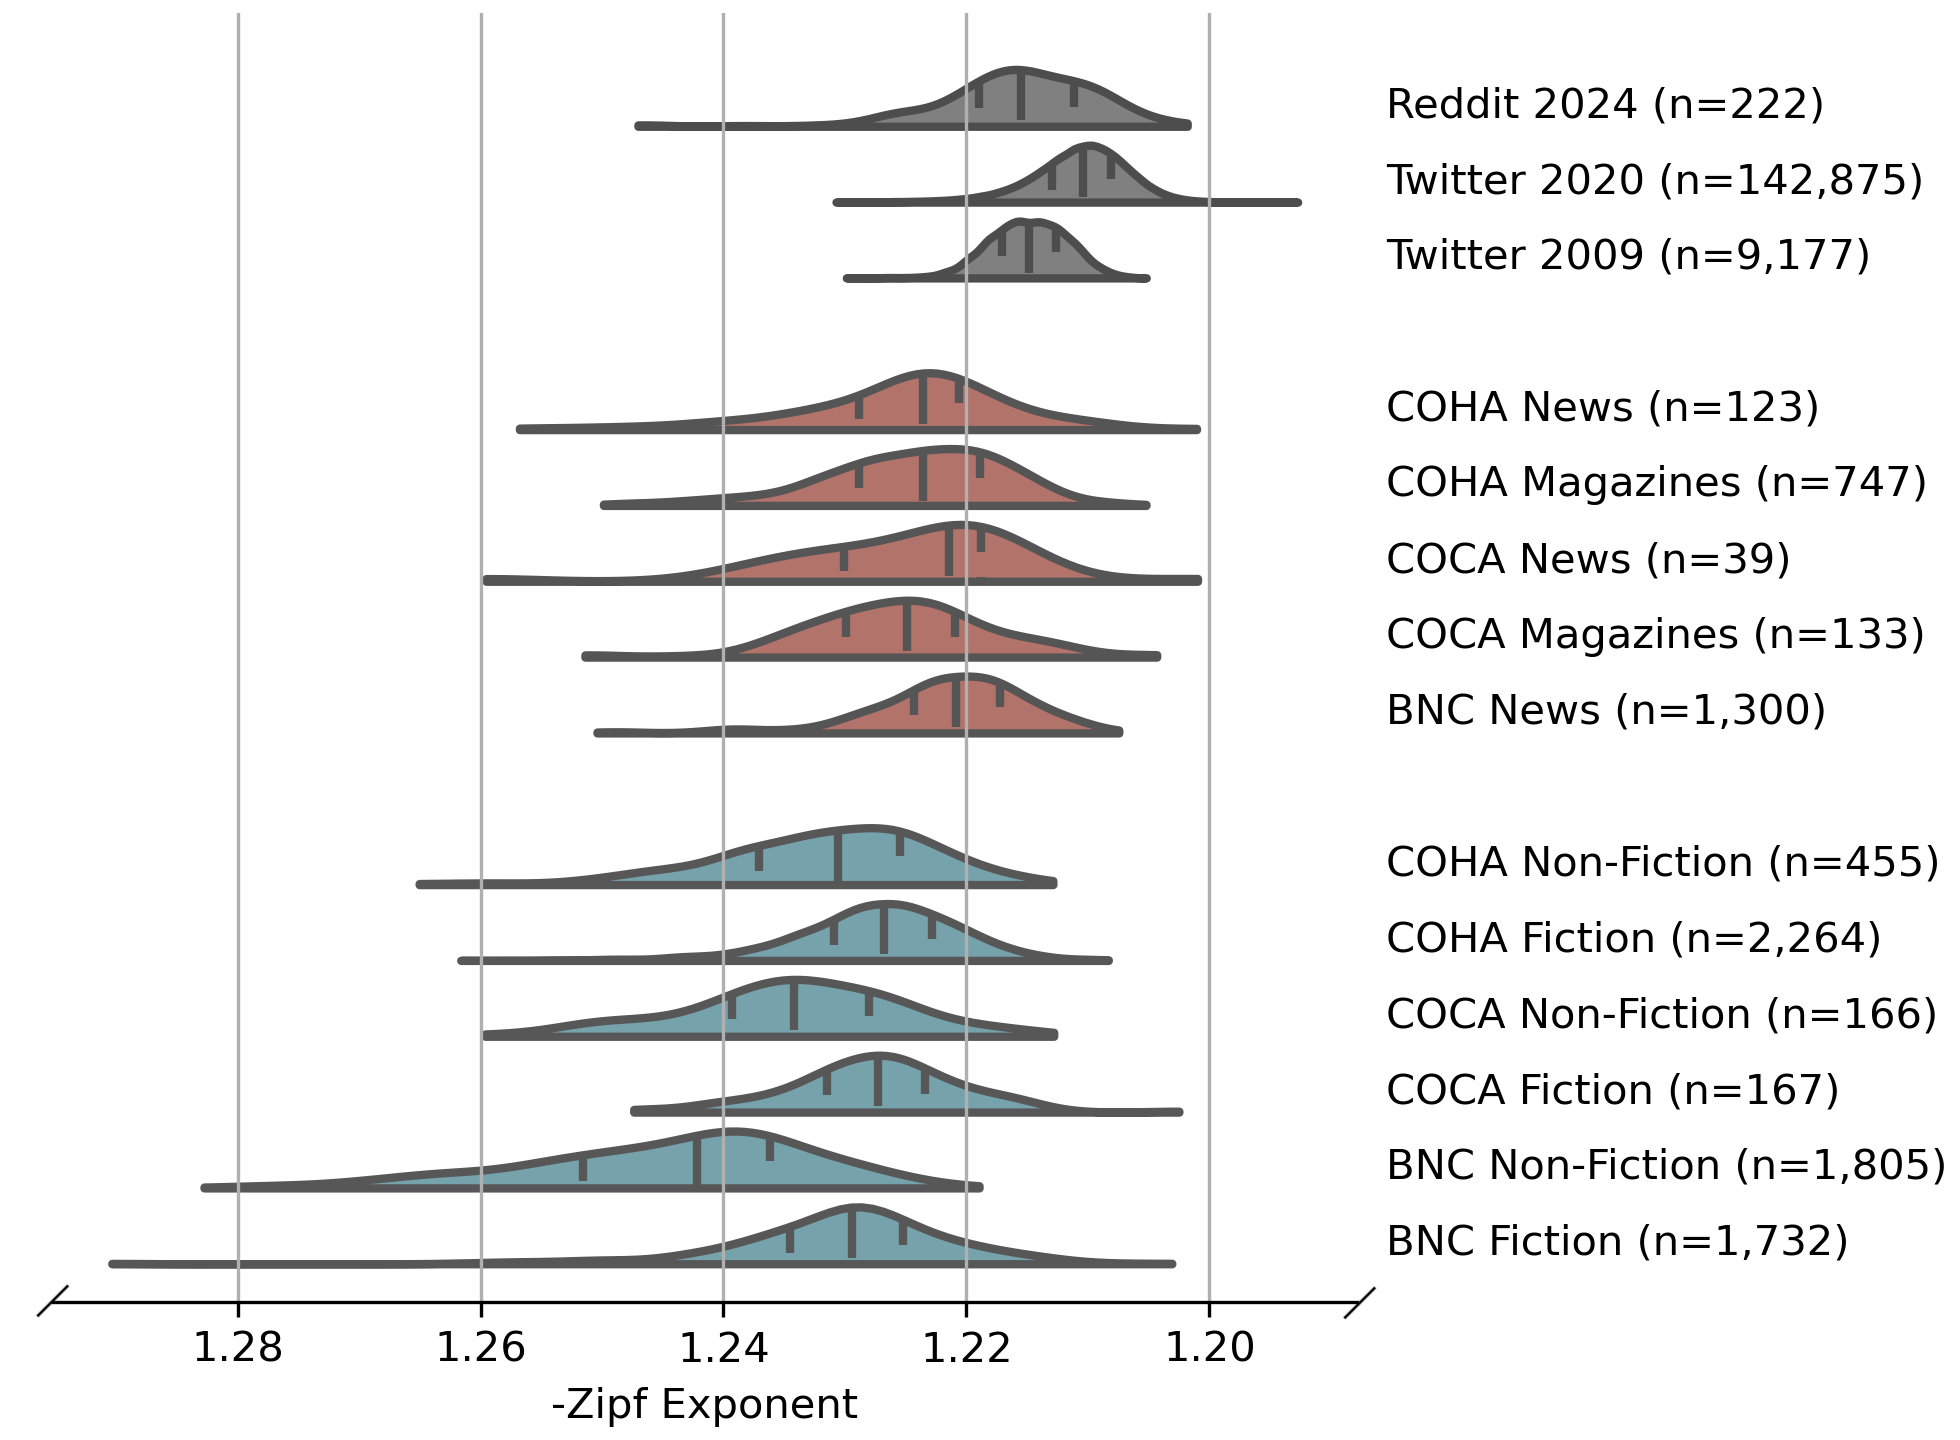 Reddit 2024 (n=222)
Twitter 2020 (n=142,875)
Twitter 2009 (n=9,177)
COHA News (n=123)
COHA Magazines (n=747)
COCA News (n=39)
COCA Magazines (n=133)
BNC News (n=1,300)
COHA Non-Fiction (n=455)
COHA Fiction (n=2,264)
COCA Non-Fiction (n=166)
COCA Fiction (n=167)
BNC Non-Fiction (n=1,805)
BNC Fiction (n=1,732)
1.28 1.26 1.24 1.22 1.20
-Zipf Exponent